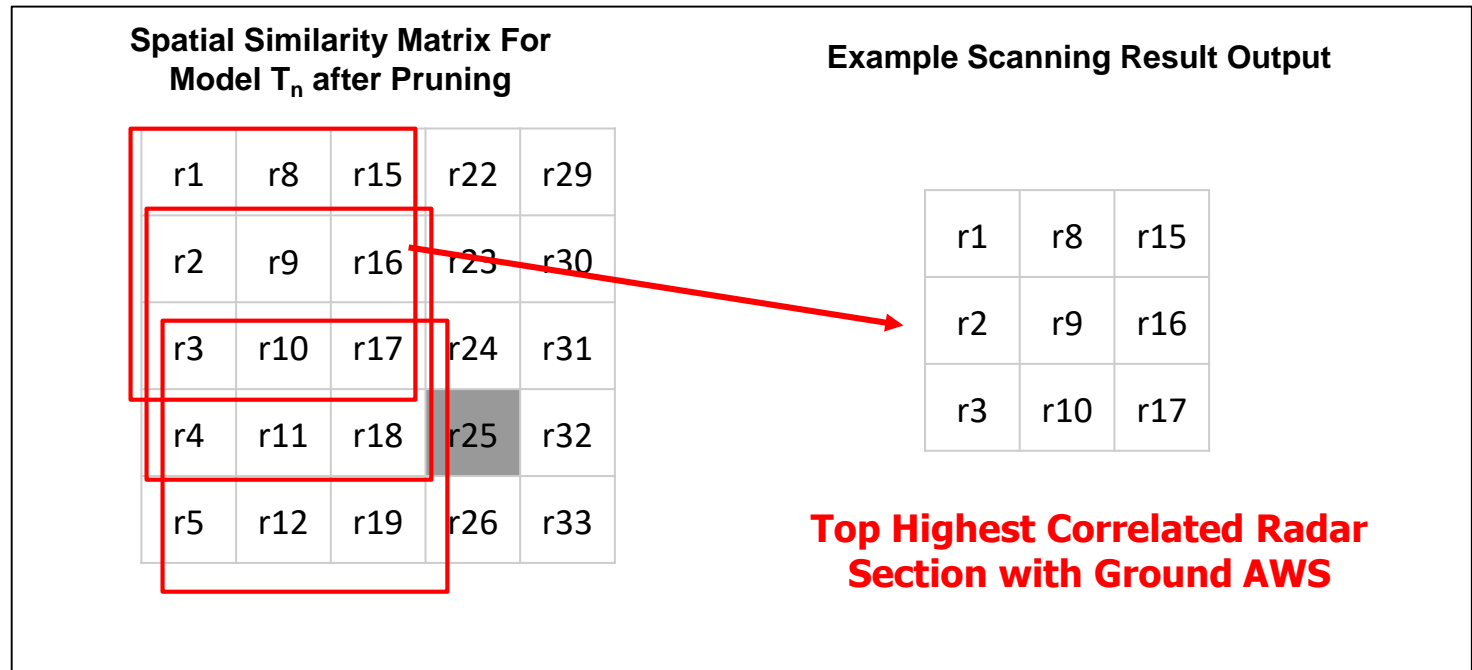 Spatial Similarity Matrix For
Model Tn after Pruning
Example Scanning Result Output
r1 r8 r15 r22 r29
r2 r9 r16 r23 r30
r3 r10 r17 r24 r31
r4 r11 r18 r25 r32
r5 r12 r19 r26 r33
r1 r8 r15
r2 r9 r16
r3 r10 r17
Top Highest Correlated Radar
Section with Ground AWS